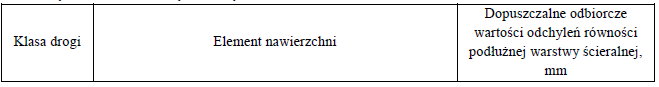 Klasa drogi
Element nawierzchni
Dopuszczalne odbiorcze
wartości odchyleń równości
podłużnej warstwy ścieralnej,
mm